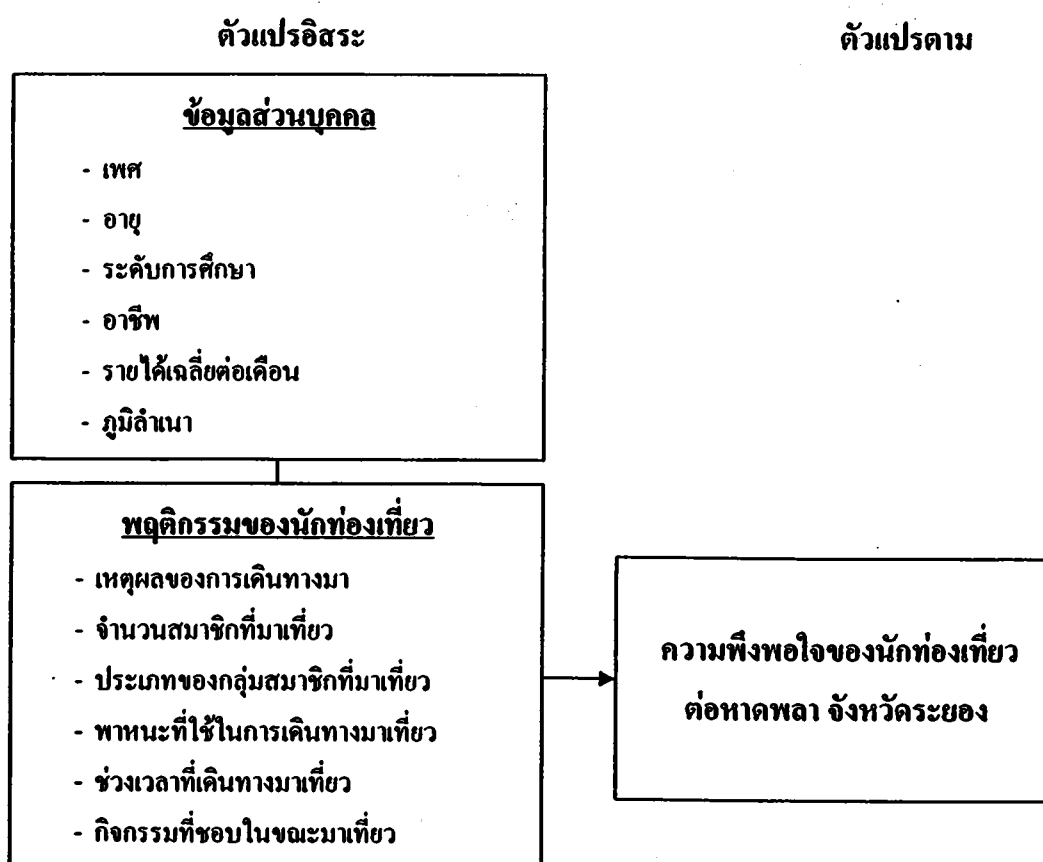 ตัวแปรอิสระ
ตัวแปรตาม
ข้อมูลส่วนบุคคล
- เพศ
- อายุ
- ระดับการศึกษา
- อาชีพ
- รายได้เฉลี่ยต่อเดือน
- ภูมิลำเนา
พฤติกรรมของนักท่องเที่ยว
- เหตุผลของการเดินทางมา
- จำนวนสมาชิกที่มาเที่ยว
- ประเภทของกลุ่มสมาชิกที่มาเที่ยว
- พาหนะที่ใช้ในการเดินทางมาเที่ยว
- ช่วงเวลาที่เดินทางมาเที่ยว
- กิจกรรมที่ชอบในขณะมาเที่ยว
ความพึงพอใจของนักท่องเที่ยว
ต่อหาดพลา จังหวัดระยอง